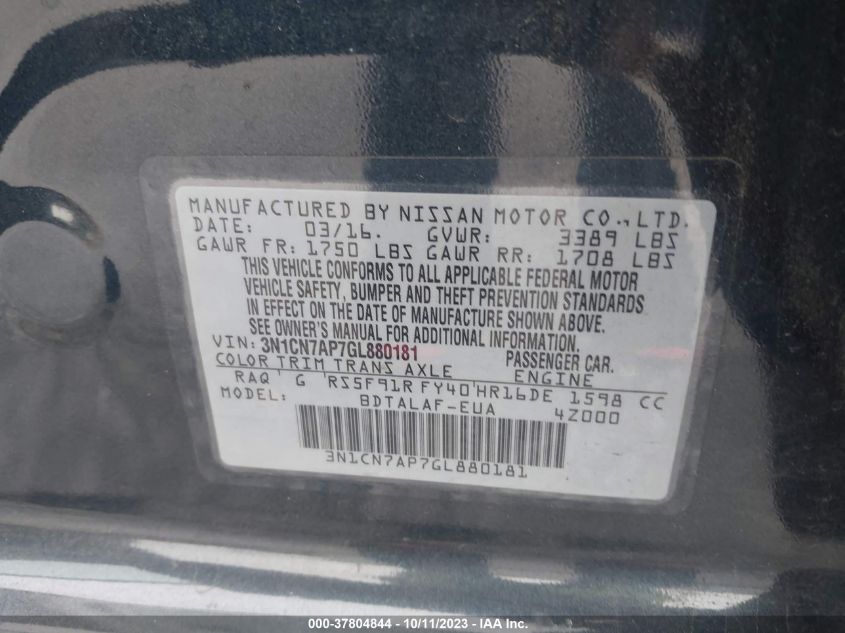 MANUFACTURED BY NISSAN MOTOR CO.,LTD.
DATE: 03/16. GVWR: 3389 LBS
GAWR FR: 1750 LBS GAWR RR: 1708 LBS
THIS VEHICLE CONFORMS TO ALL APPLICABLE FEDERAL MOTOR
VEHICLE SAFETY, BUMPER AND THEFT PREVENTION STANDARDS
IN EFFECT ON THE DATE OF MANUFACTURE SHOWN ABOVE.
SEE OWNER'S MANUAL FOR ADDITIONAL INFORMATION.
VIN: 3N1CN7AP7GL880181 PASSENGER CAR.
COLOR TRIM TRANS AXLE ENGINE
RAQ G RS5F91R FY40 HR16DE 1598 CC
MODEL: BDTALAF-EUA 4Z000
3N1CN7AP7GL880181
000-37804844 - 10/11/2023 - IAA Inc.